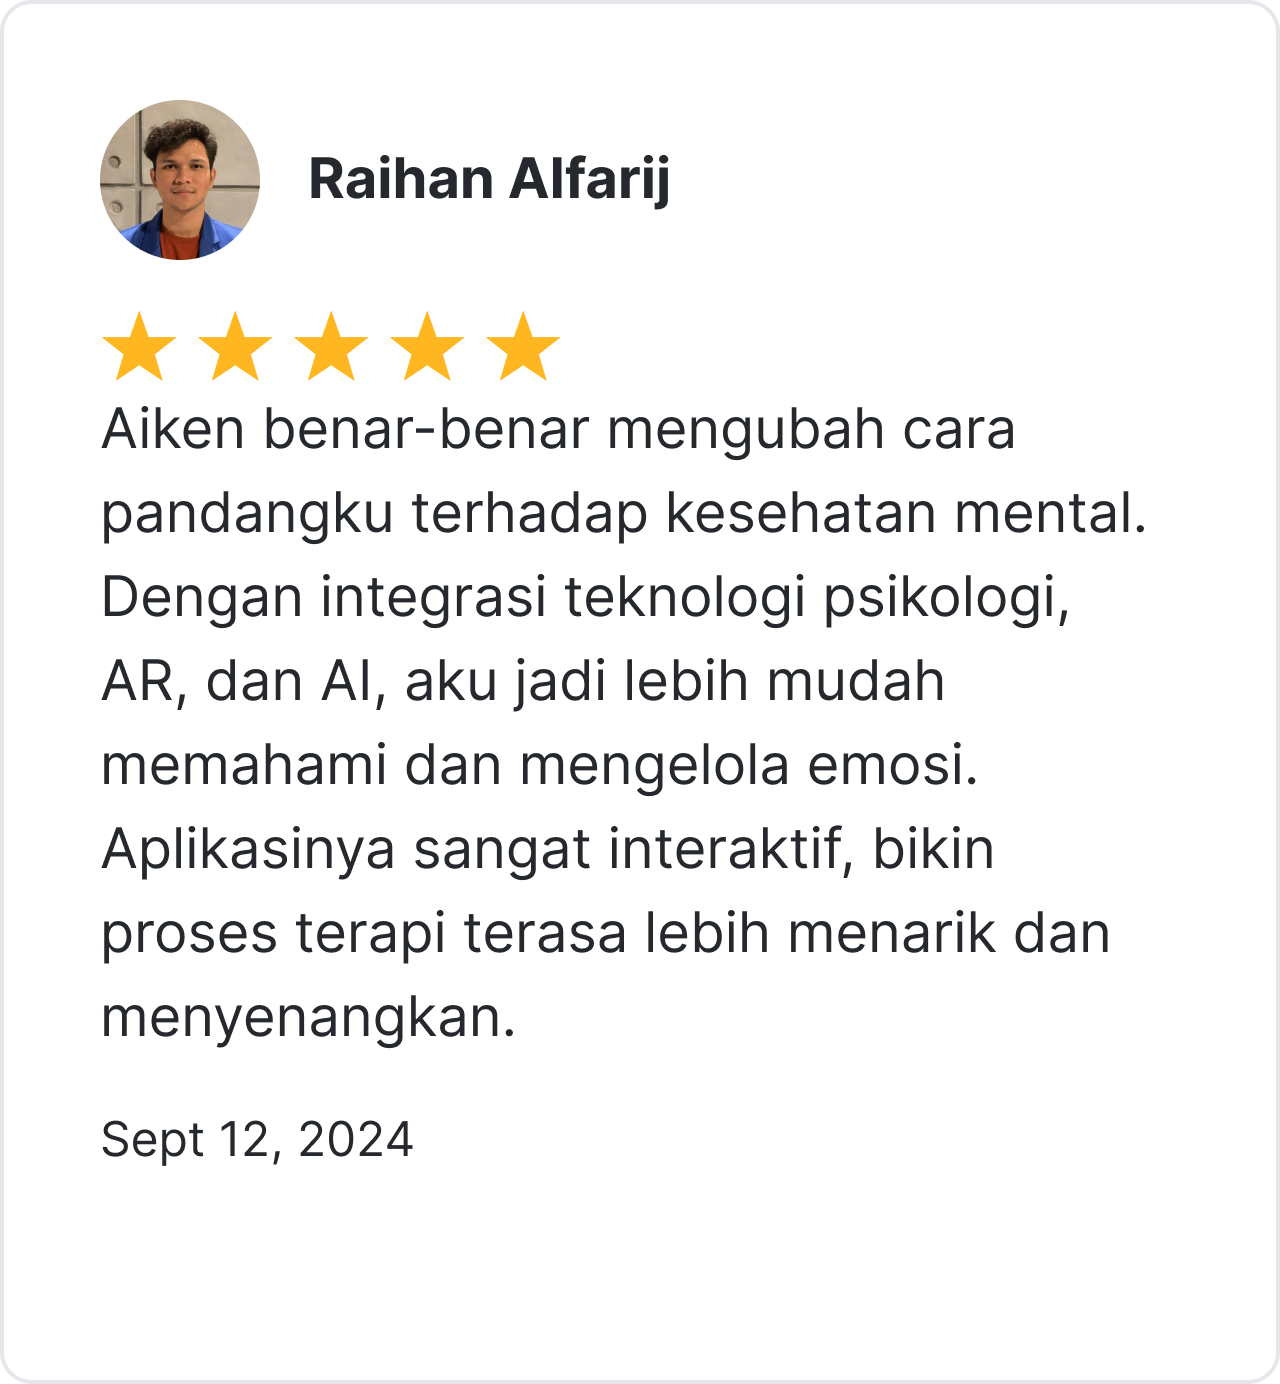 Raihan Alfarij
Aiken benar-benar mengubah cara
pandangku terhadap kesehatan mental.
Dengan integrasi teknologi psikologi,
AR, dan AI, aku jadi lebih mudah
memahami dan mengelola emosi.
Aplikasinya sangat interaktif, bikin
proses terapi terasa lebih menarik dan
menyenangkan.
Sept 12, 2024